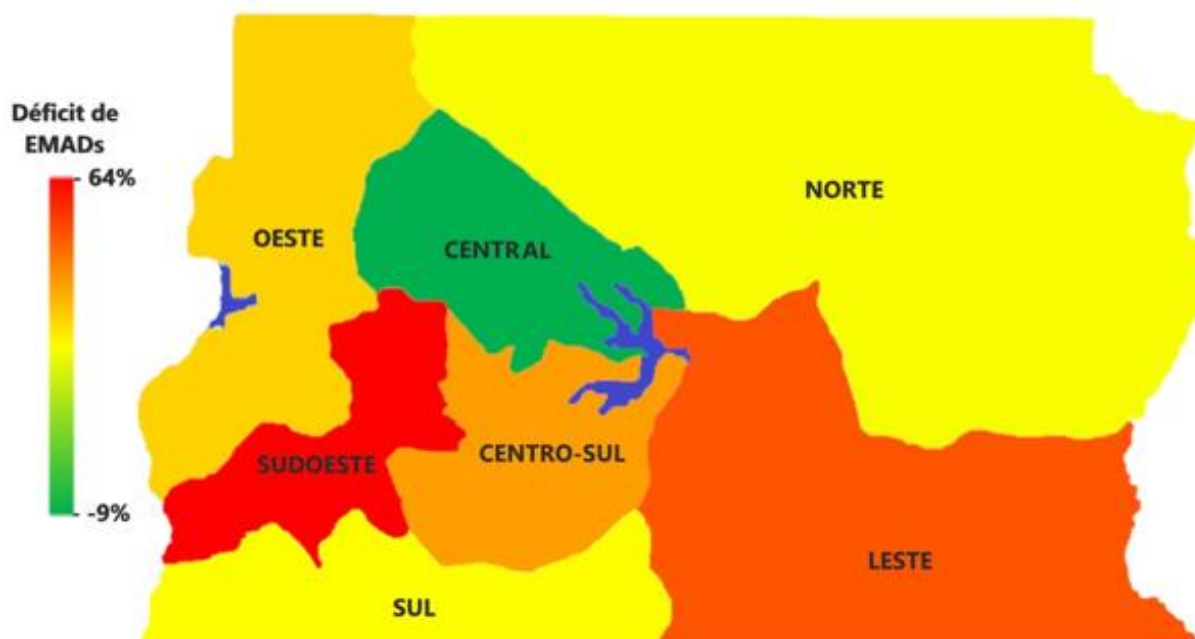 Déficit de
EMADs
64%
-9%
NORTE
OESTE
CENTRAL
CENTRO-SUL
SUDOESTE
LESTE
SUL